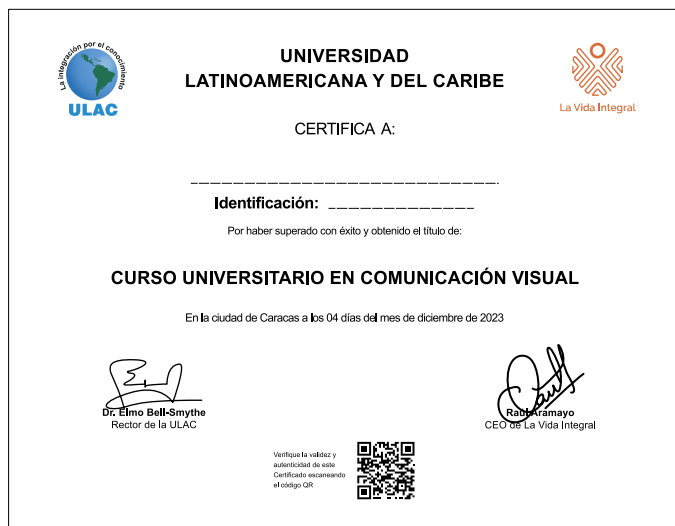 La integración por el conocimiento
ULAC
UNIVERSIDAD
LATINOAMERICANA Y DEL CARIBE
La Vida Integral
CERTIFICA A:
Identificación:
Por haber superado con éxito y obtenido el título de:
CURSO UNIVERSITARIO EN COMUNICACIÓN VISUAL
En la ciudad de Caracas a los 04 días del mes de diciembre de 2023
Dr. Elmo Bell-Smythe
Rector de la ULAC
Raúl Aramayo
CEO de La Vida Integral
Verifique la validez y
autenticidad de este
Certificado escaneando
el código QR